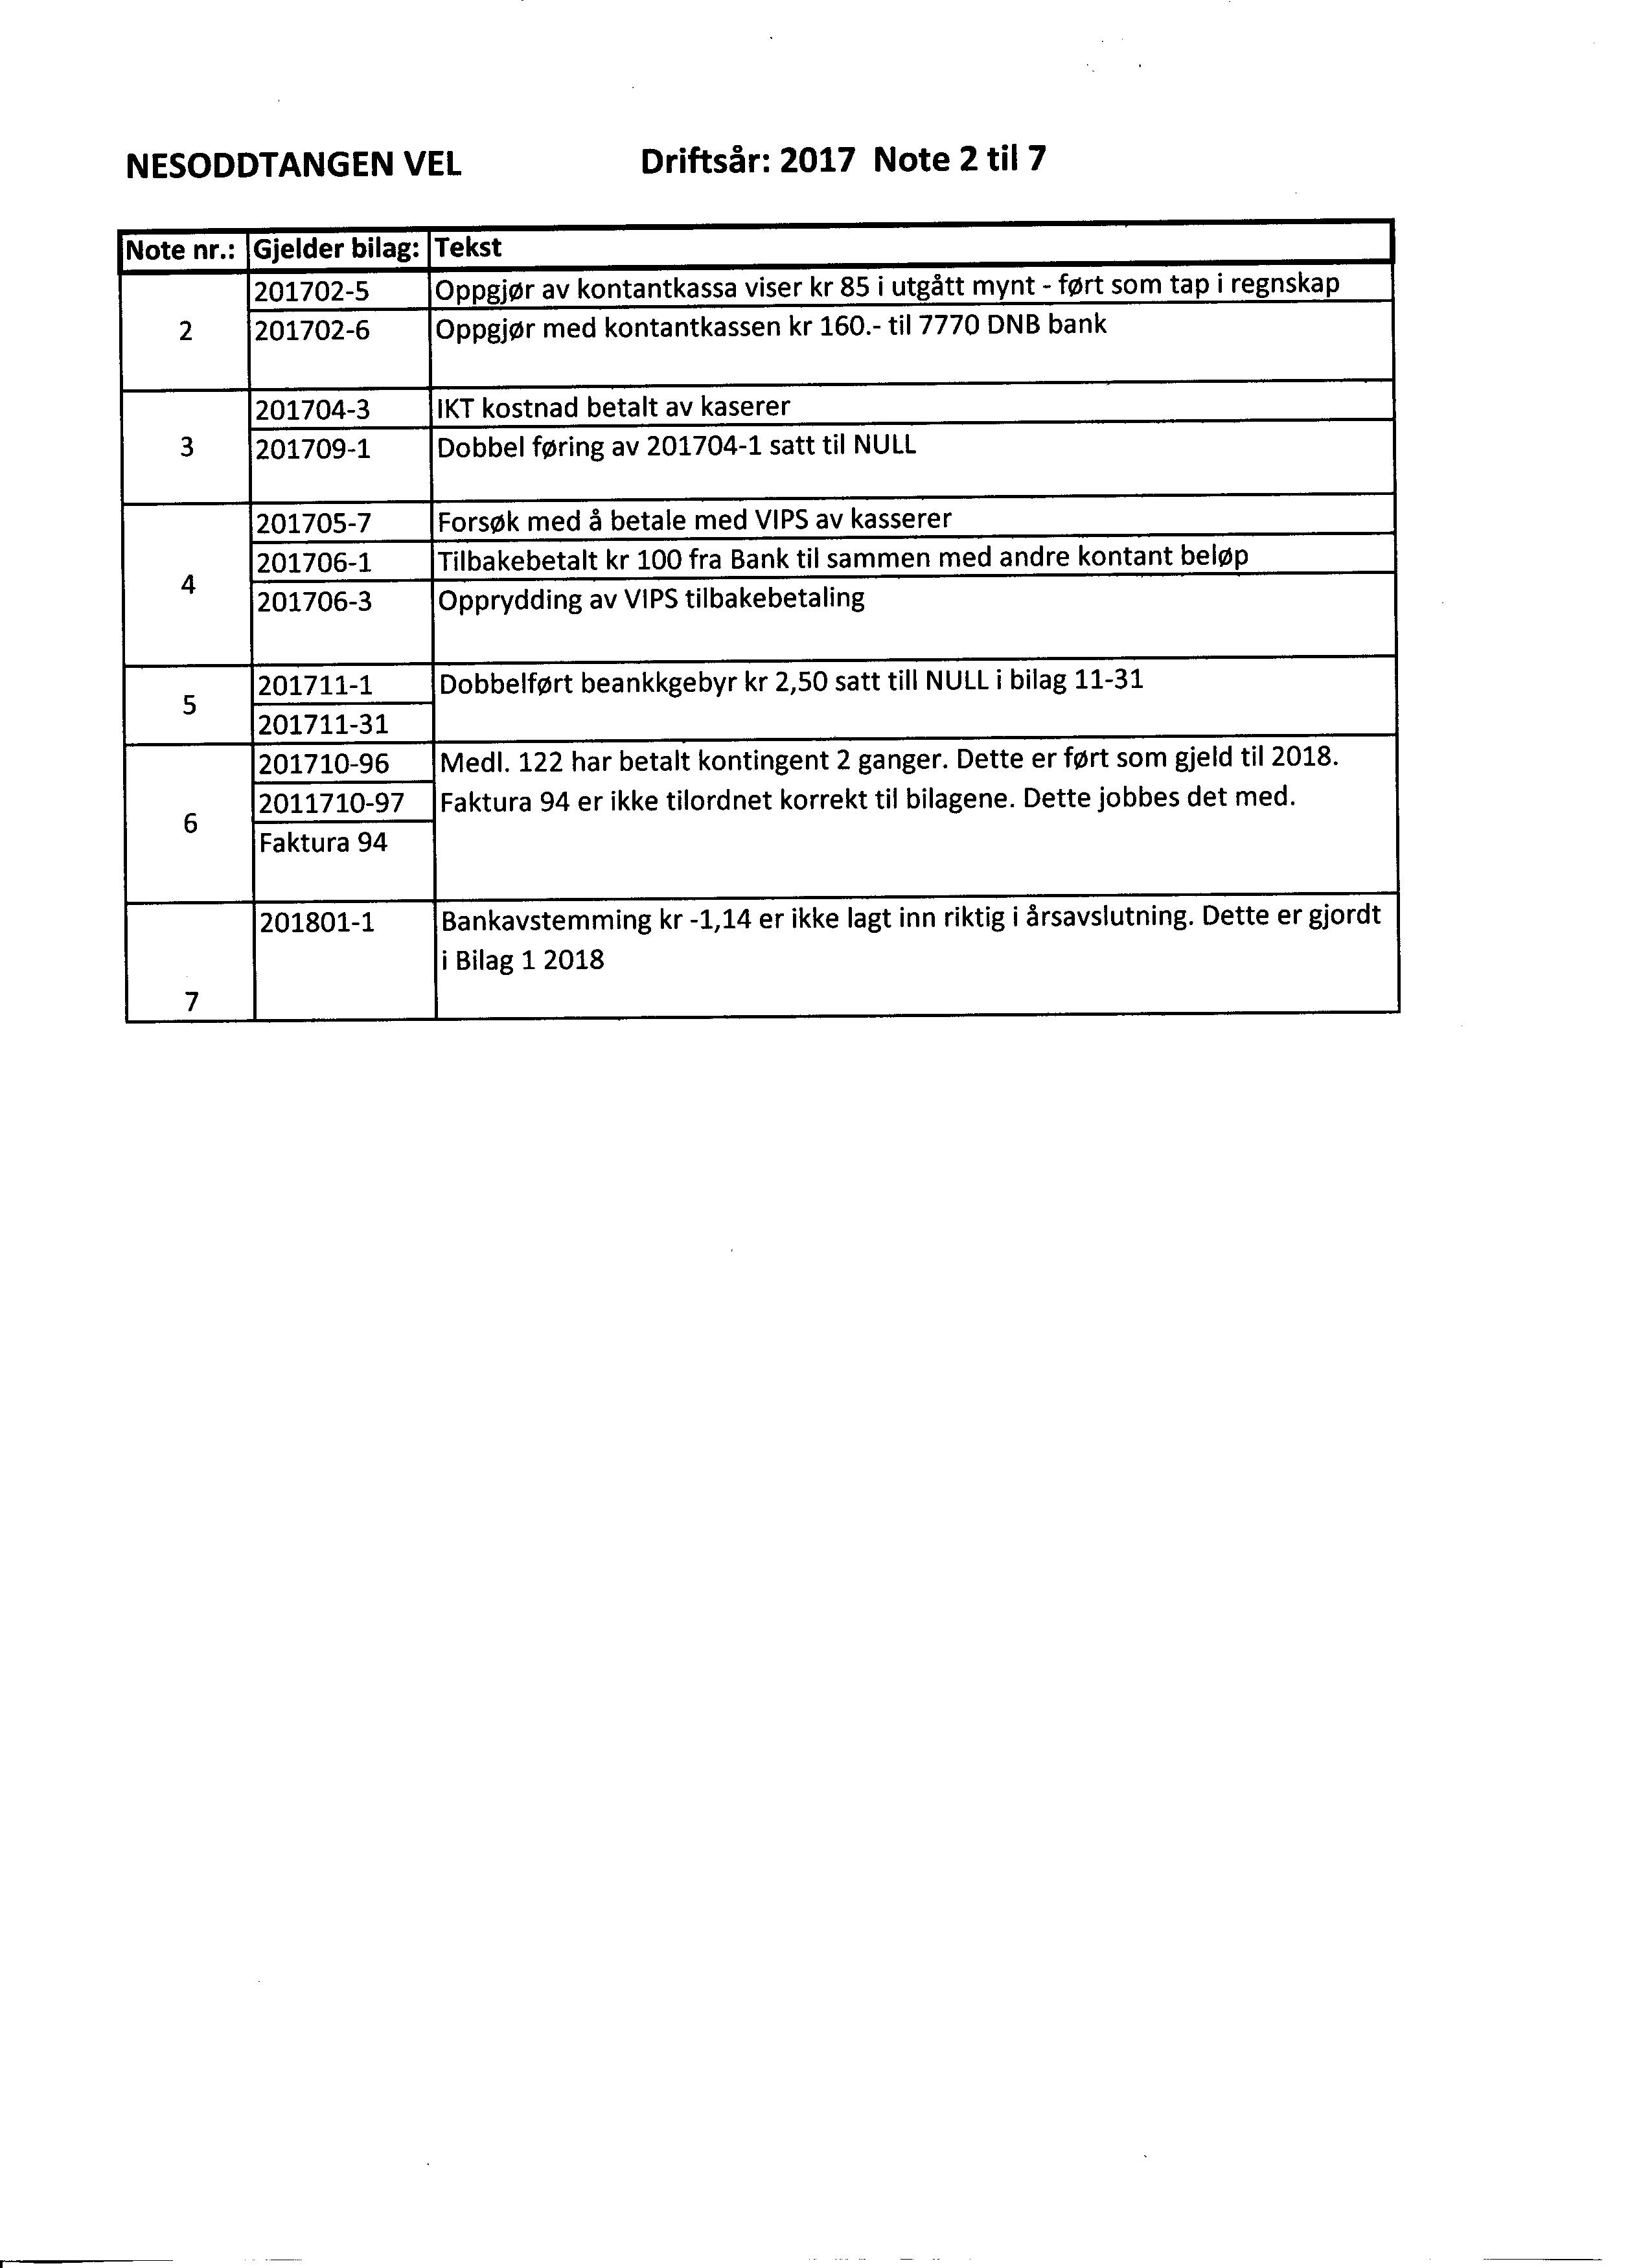 NESODDTANGEN VEL Driftsår: 2017 Note 2 til 7
Note nr.: Gjelder bilag: Tekst
201702-5 Oppgjør av kontantkassa viser kr 85 i utgått mynt - ført som tap i regnskap
2 201702-6 Oppgjør med kontantkassen kr 160.- til 7770 DNB bank
201704-3 IKT kostnad betalt av kaserer
3 201709-1 Dobbel føring av 201704-1 satt til NULL
201705-7 Forsøk med å betale med VIPS av kasserer
4 201706-1 Tilbakebetalt kr 100 fra Bank til sammen med andre kontant beløp
201706-3 Opprydding av VIPS tilbakebetaling
5 201711-1 Dobbelført beankkgebyr kr 2,50 satt till NULL i bilag 11-31
201711-31
201710-96 Medl. 122 har betalt kontingent 2 ganger. Dette er ført som gjeld til 2018.
2011710-97 Faktura 94 er ikke tilordnet korrekt til bilagene. Dette jobbes det med.
6 Faktura 94
201801-1 Bankavstemming kr -1,14 er ikke lagt inn riktig i årsavslutning. Dette er gjordt
i Bilag 1 2018
7